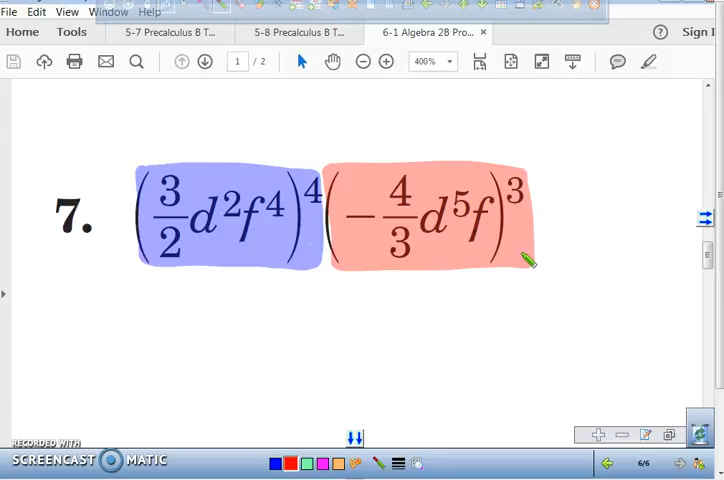 File Edit View Window Help
Home Tools 5-7 Precalculus B T... 5-8 Precalculus B T... 6-1 Algebra 2B Pro... × Sign I
1 / 2 400%
7. (3/2 d²f⁴)⁴(−4/3 d⁵f)³
RECORDED WITH
SCREENCAST MATIC
6/6